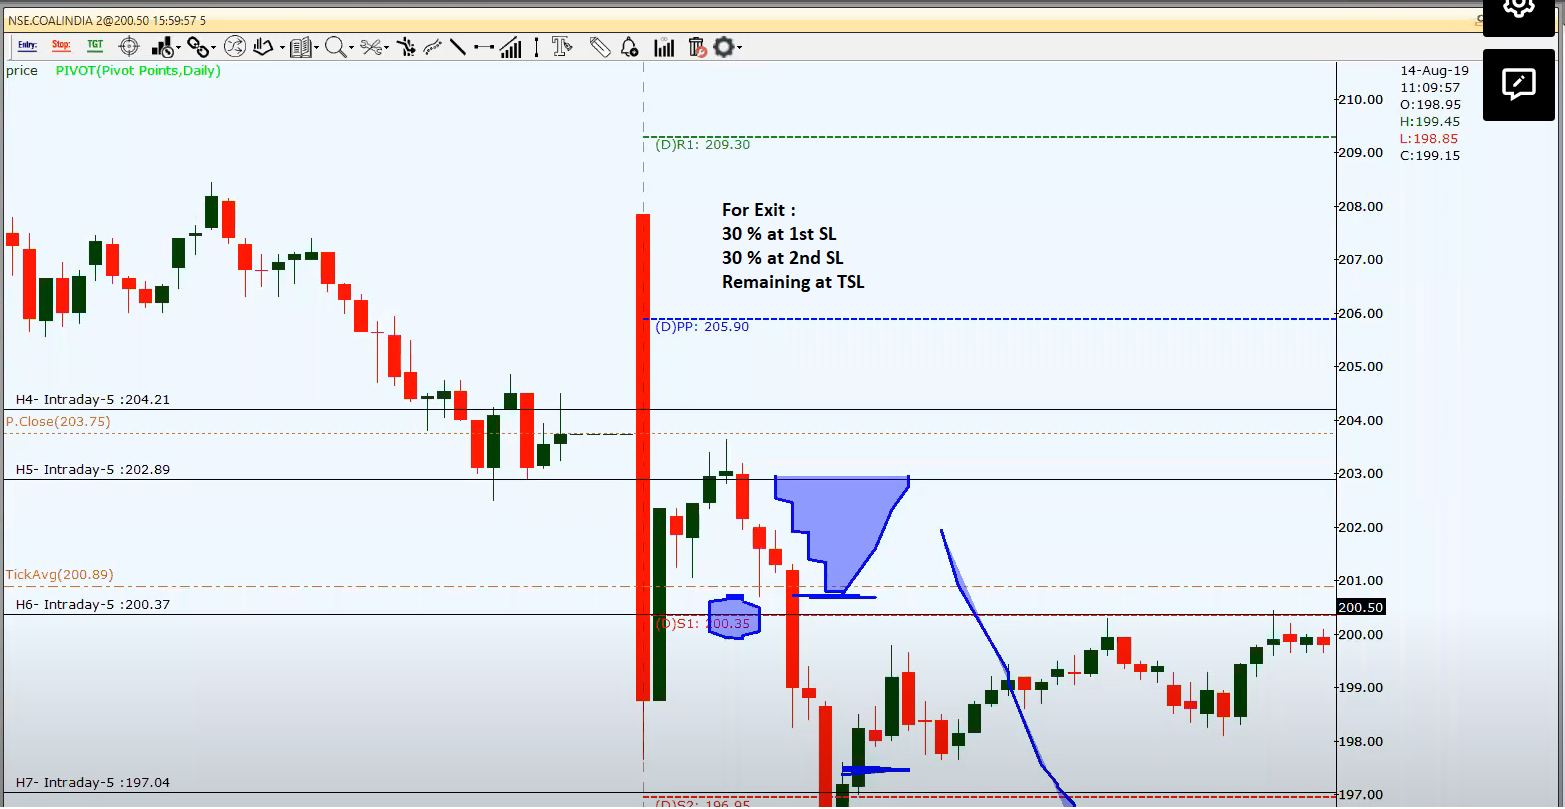 NSE.COALINDIA 2@200.50 15:59:57 5
Entry: Stop: TGT
price PIVOT(Pivot Points,Daily)
14-Aug-19
11:09:57
O:198.95
H:199.45
L:198.85
C:199.15
210.00
(D)R1: 209.30
209.00
For Exit :
30 % at 1st SL
30 % at 2nd SL
Remaining at TSL
208.00
207.00
206.00
(D)PP: 205.90
205.00
H4- Intraday-5 :204.21
P.Close(203.75)
204.00
H5- Intraday-5 :202.89
203.00
202.00
TickAvg(200.89)
201.00
H6- Intraday-5 :200.37
200.50
(D)S1: 200.35
200.00
199.00
198.00
H7- Intraday-5 :197.04
197.00
(D)S2: 196.95